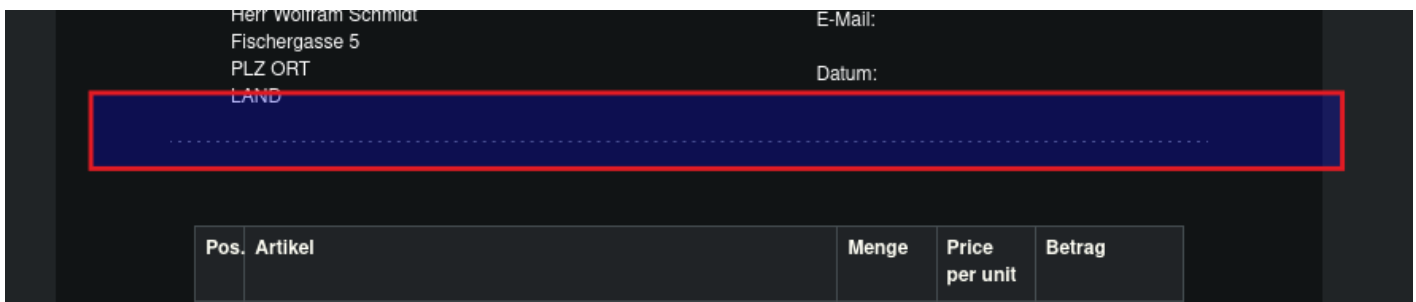 Herr Wolfram Schmidt
Fischergasse 5
PLZ ORT
LAND
E-Mail:
Datum:
Pos. Artikel Menge Price per unit Betrag